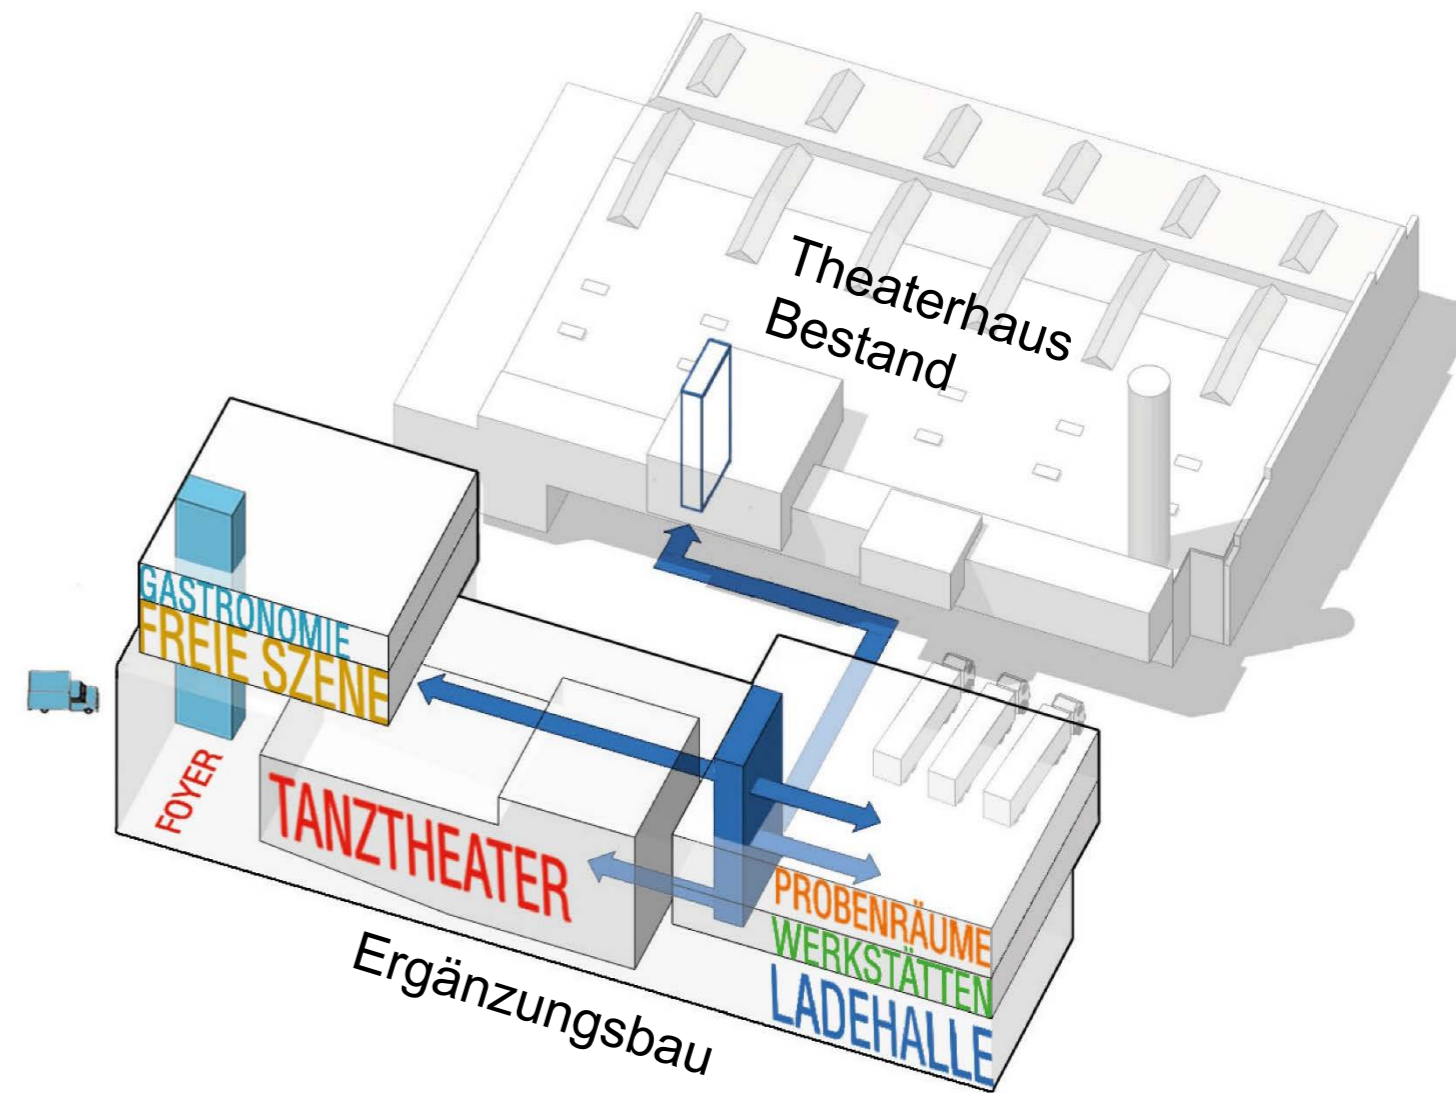 Theaterhaus
Bestand
GASTRONOMIE
FREIE SZENE
FOYER
TANZTHEATER
PROBENRÄUME
WERKSTÄTTEN
LADEHALLE
Ergänzungsbau